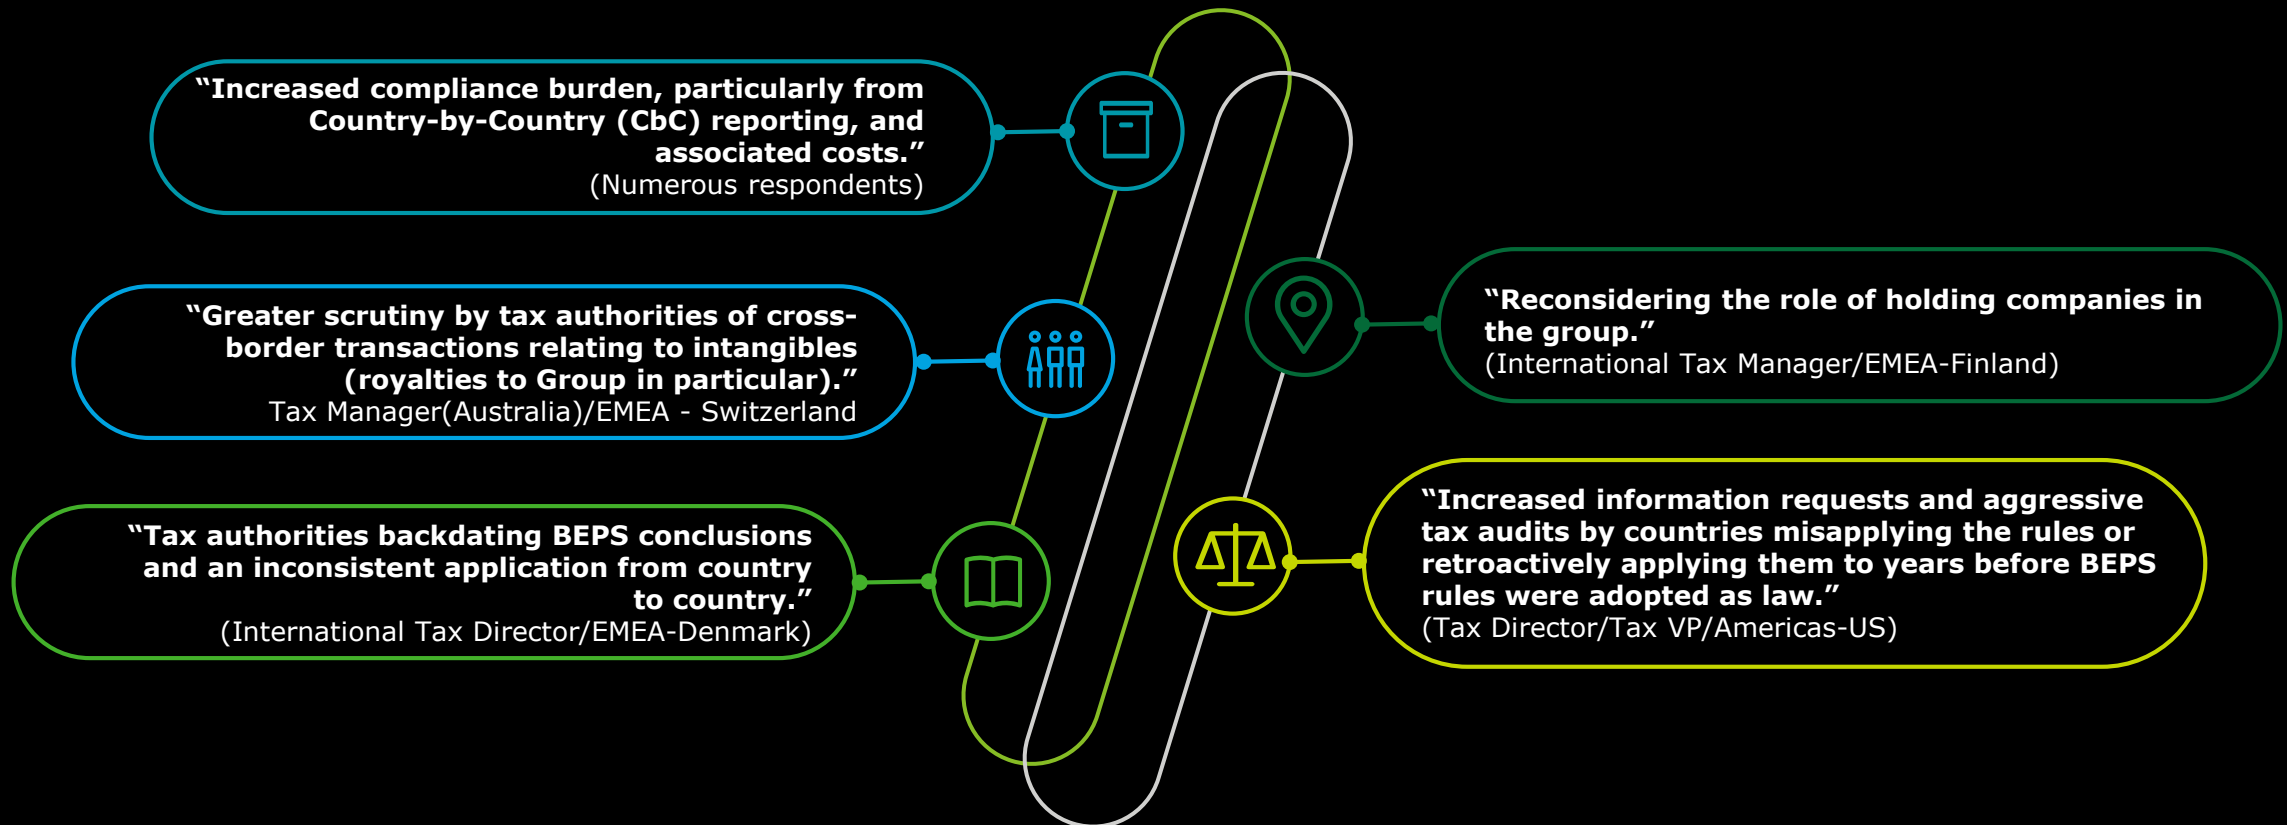 “Increased compliance burden, particularly from
Country-by-Country (CbC) reporting, and
associated costs.”
(Numerous respondents)
“Greater scrutiny by tax authorities of cross-
border transactions relating to intangibles
(royalties to Group in particular).”
Tax Manager(Australia)/EMEA - Switzerland
“Tax authorities backdating BEPS conclusions
and an inconsistent application from country
to country.”
(International Tax Director/EMEA-Denmark)
“Reconsidering the role of holding companies in
the group.”
(International Tax Manager/EMEA-Finland)
“Increased information requests and aggressive
tax audits by countries misapplying the rules or
retroactively applying them to years before BEPS
rules were adopted as law.”
(Tax Director/Tax VP/Americas-US)